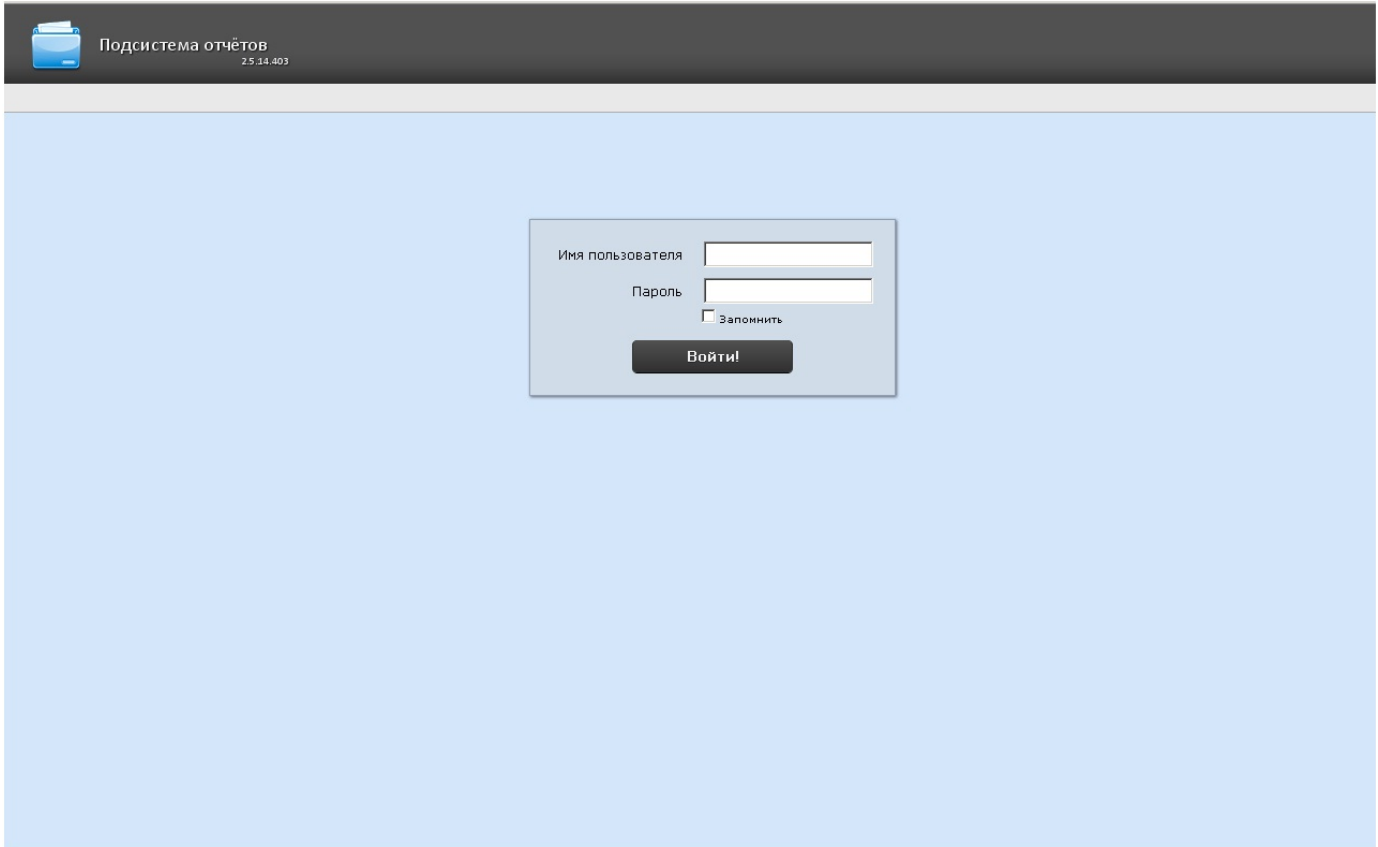 Подсистема отчётов
2.5.14.403
Имя пользователя
Пароль
Запомнить
Войти!